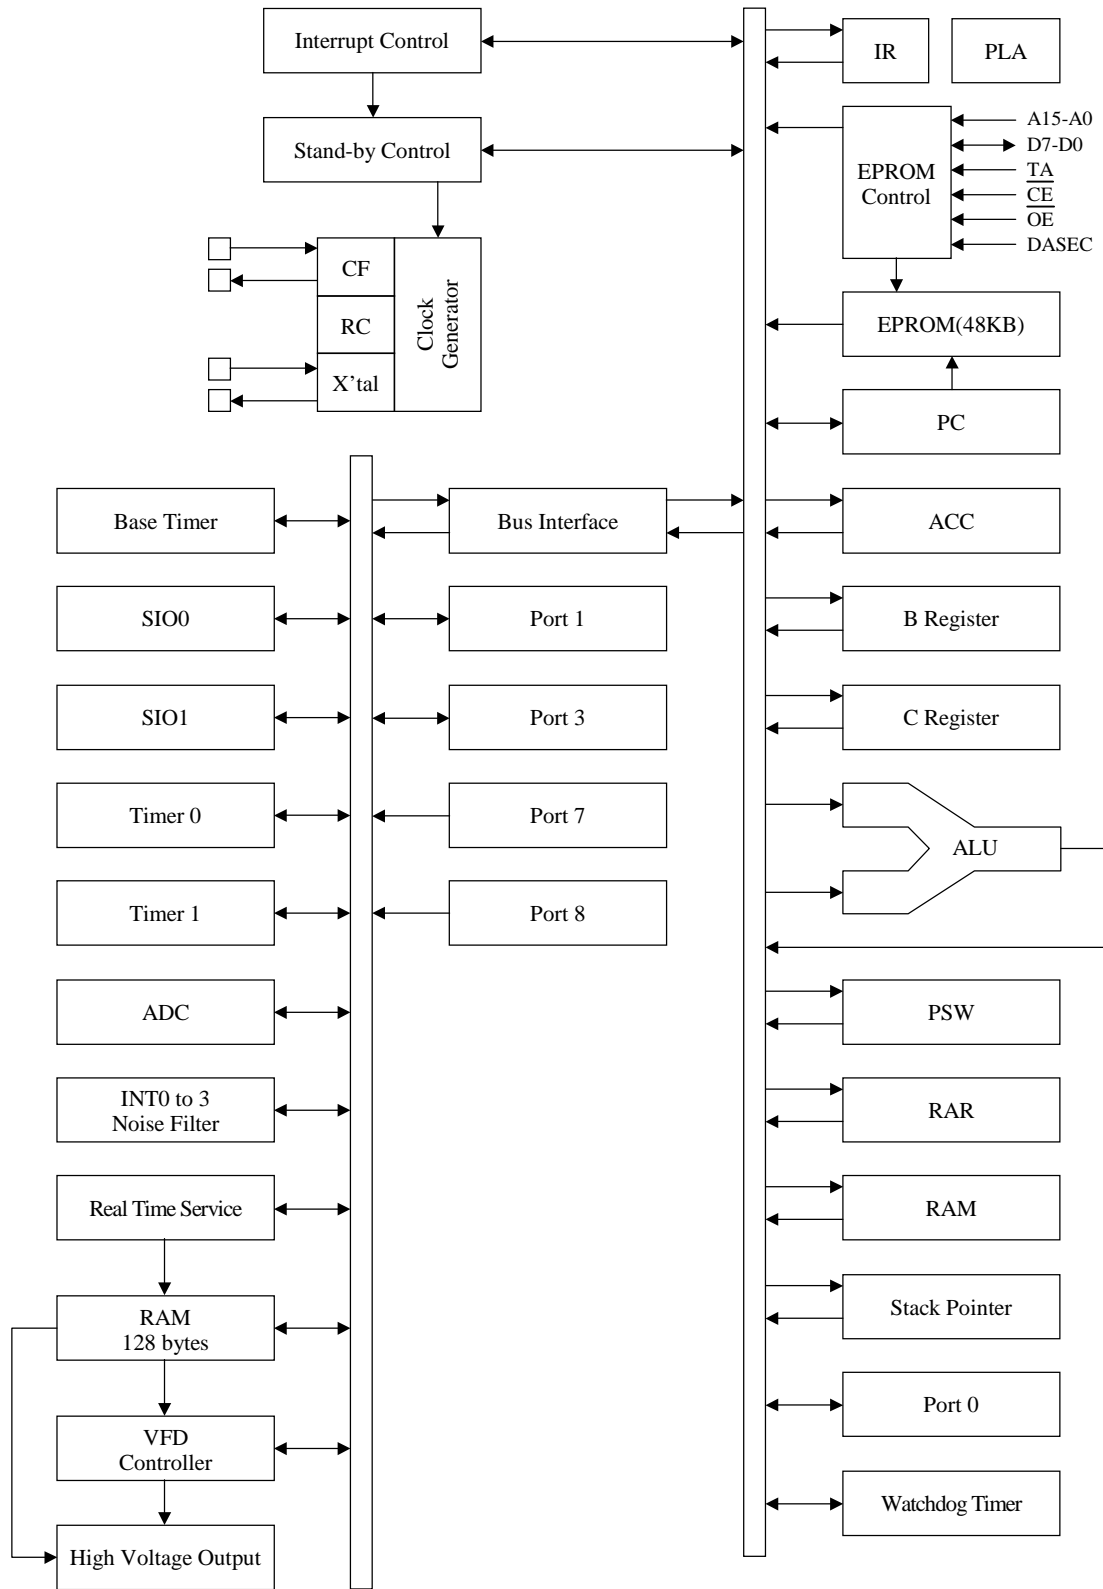 Interrupt Control
IR
PLA
Stand-by Control
EPROM
Control
A15-A0
D7-D0
TA
CE
OE
DASEC
CF
RC
X'tal
Clock
Generator
EPROM(48KB)
PC
Base Timer
Bus Interface
ACC
SIO0
Port 1
B Register
SIO1
Port 3
C Register
Timer 0
Port 7
ALU
Timer 1
Port 8
ADC
PSW
INT0 to 3
Noise Filter
RAR
Real Time Service
RAM
RAM
128 bytes
Stack Pointer
VFD
Controller
Port 0
High Voltage Output
Watchdog Timer